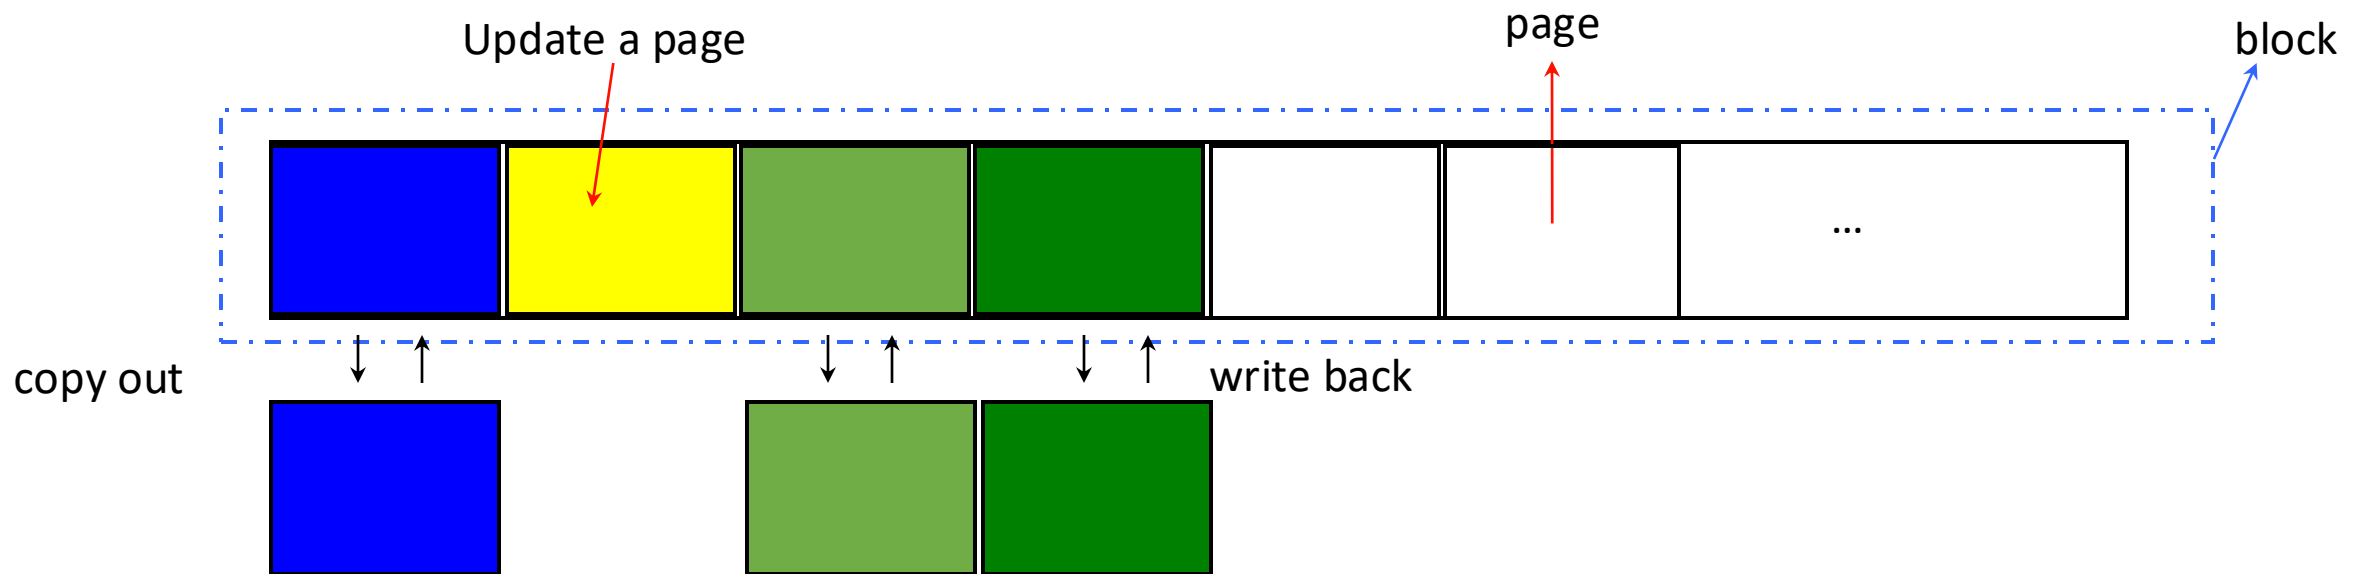 Update a page
page
block
...
copy out
write back